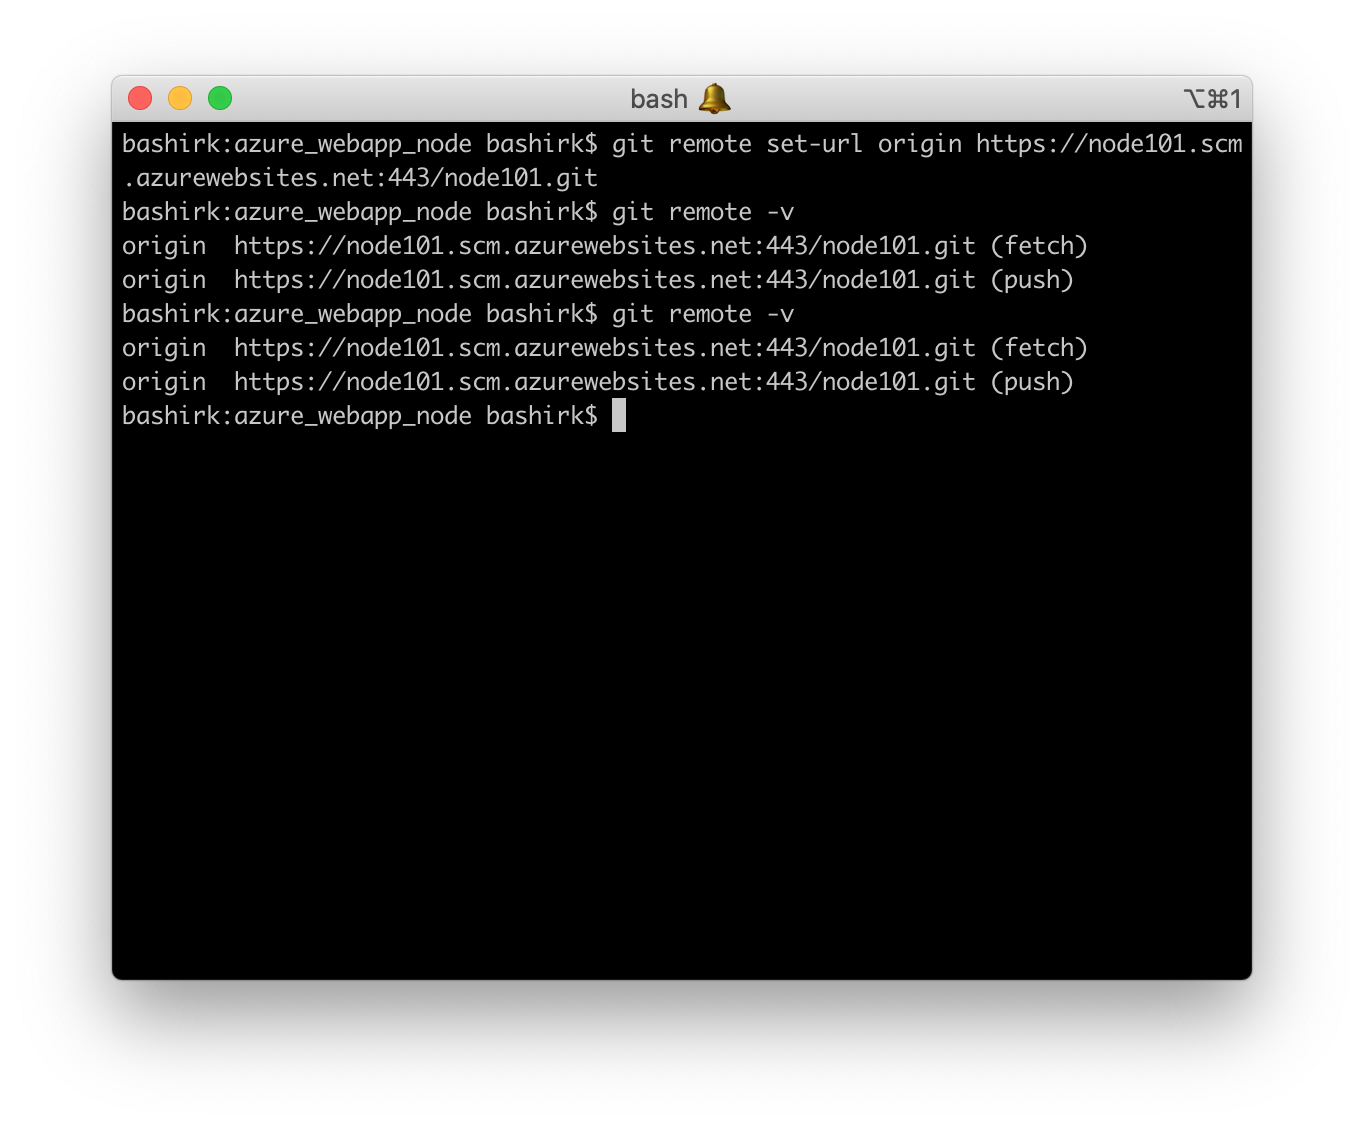 bash 🔔
⌥⌘1
bashirk:azure_webapp_node bashirk$ git remote set-url origin https://node101.scm
.azurewebsites.net:443/node101.git
bashirk:azure_webapp_node bashirk$ git remote -v
origin  https://node101.scm.azurewebsites.net:443/node101.git (fetch)
origin  https://node101.scm.azurewebsites.net:443/node101.git (push)
bashirk:azure_webapp_node bashirk$ git remote -v
origin  https://node101.scm.azurewebsites.net:443/node101.git (fetch)
origin  https://node101.scm.azurewebsites.net:443/node101.git (push)
bashirk:azure_webapp_node bashirk$